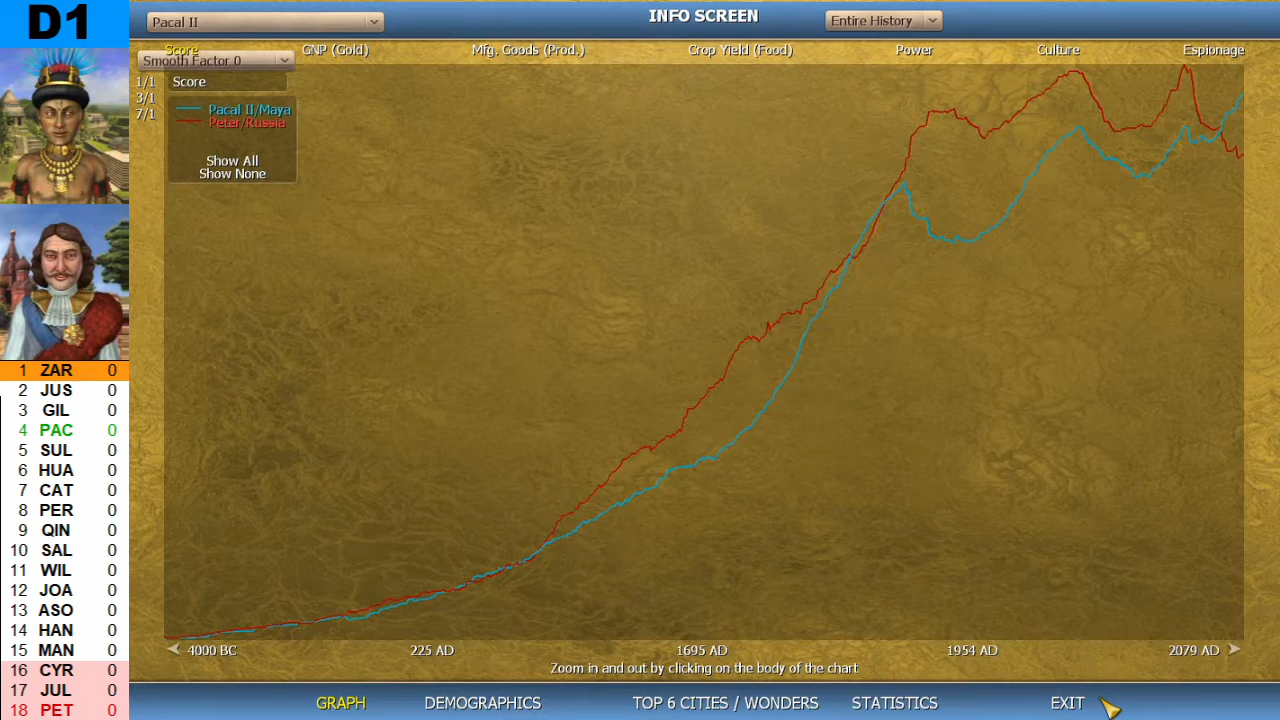 D1
Pacal II
INFO SCREEN
Entire History
Score GNP (Gold) Mfg. Goods (Prod.) Crop Yield (Food) Power Culture Espionage
Smooth Factor 0
1/1 Score
3/1
7/1
Pacal II/Maya
Peter/Russia
Show All
Show None
1 ZAR 0
2 JUS 0
3 GIL 0
4 PAC 0
5 SUL 0
6 HUA 0
7 CAT 0
8 PER 0
9 QIN 0
10 SAL 0
11 WIL 0
12 JOA 0
13 ASO 0
14 HAN 0
15 MAN 0
16 CYR 0
17 JUL 0
18 PET 0
4000 BC 225 AD 1695 AD 1954 AD 2079 AD
Zoom in and out by clicking on the body of the chart
GRAPH DEMOGRAPHICS TOP 6 CITIES / WONDERS STATISTICS EXIT